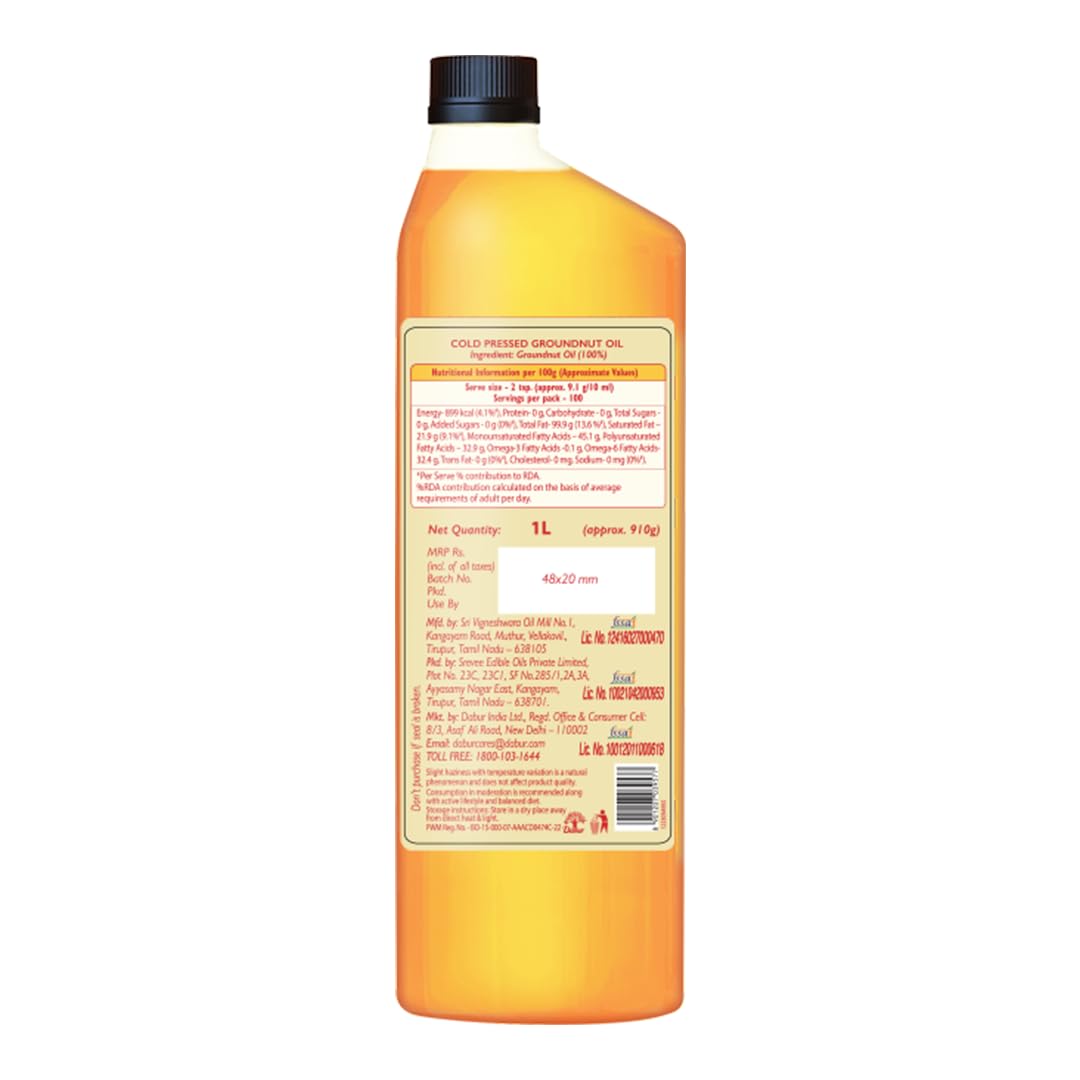 COLD PRESSED GROUNDNUT OIL
Ingredient: Groundnut Oil (100%)
Nutritional Information per 100g (Approximate Values)
Serve size - 2 tsp. (approx. 9.1 g/10 ml)
Servings per pack - 100
Energy- 899 kcal (4.1%*), Protein- 0 g, Carbohydrate - 0 g, Total Sugars -
0 g, Added Sugars - 0 g (0%*), Total Fat- 99.9 g (13.6 %*), Saturated Fat –
21.9 g (9.1%*), Monounsaturated Fatty Acids – 45.1 g, Polyunsaturated
Fatty Acids – 32.9 g, Omega-3 Fatty Acids -0.1 g, Omega-6 Fatty Acids-
32.4 g, Trans Fat- 0 g (0%*), Cholesterol- 0 mg, Sodium- 0 mg (0%*).
*Per Serve % contribution to RDA.
%RDA contribution calculated on the basis of average
requirements of adult per day.
Net Quantity: 1L (approx. 910g)
MRP Rs.
(incl. of all taxes)
Batch No.
Pkd.
Use By
48x20 mm
Mfd. by: Sri Vigneshwara Oil Mill No.1,
Kangayam Road, Muthur, Vellakovil,
Tirupur, Tamil Nadu – 638105
fssai
Lic. No. 12416027000470
Pkd. by: Srevee Edible Oils Private Limited,
Plot No. 23C, 23C1, SF No.285/1,2A,3A,
Ayyasamy Nagar East, Kangayam,
Tirupur, Tamil Nadu – 638701.
fssai
Lic. No. 10021042000953
Mkt. by: Dabur India Ltd., Regd. Office & Consumer Cell:
8/3, Asaf Ali Road, New Delhi – 110002
Email: daburcares@dabur.com
TOLL FREE: 1800-103-1644
fssai
Lic. No. 10012011000618
Don't purchase if seal is broken.
Slight haziness with temperature variation is a natural
phenomenon and does not affect product quality.
Consumption in moderation is recommended along
with active lifestyle and balanced diet.
Storage Instructions: Store in a dry place away
from direct heat & light.
Dabur